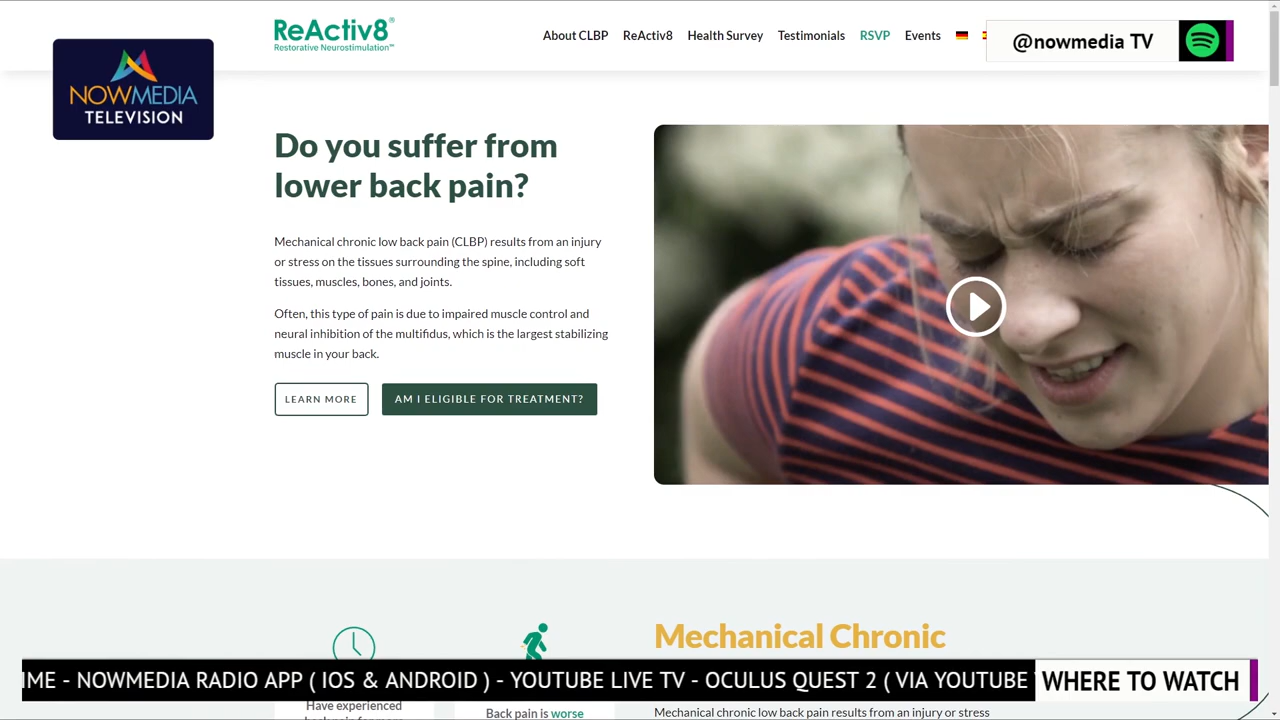 ReActiv8®
Restorative Neurostimulation™
About CLBP ReActiv8 Health Survey Testimonials RSVP Events
@nowmedia TV
NOWMEDIA
TELEVISION
Do you suffer from
lower back pain?
Mechanical chronic low back pain (CLBP) results from an injury
or stress on the tissues surrounding the spine, including soft
tissues, muscles, bones, and joints.
Often, this type of pain is due to impaired muscle control and
neural inhibition of the multifidus, which is the largest stabilizing
muscle in your back.
LEARN MORE
AM I ELIGIBLE FOR TREATMENT?
Mechanical Chronic
IME - NOWMEDIA RADIO APP ( IOS & ANDROID ) - YOUTUBE LIVE TV - OCULUS QUEST 2 ( VIA YOUTUBE
WHERE TO WATCH
Have experienced
Back pain is worse
Mechanical chronic low back pain results from an injury or stress